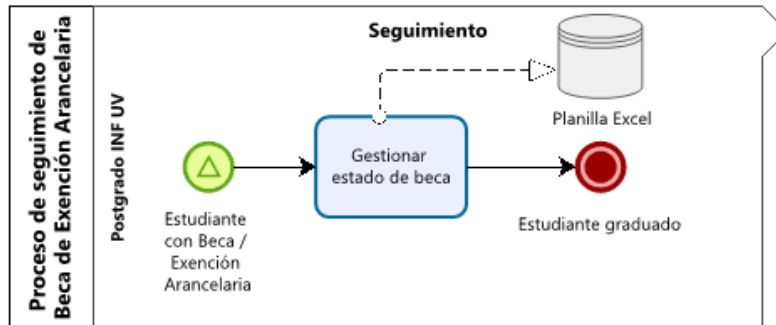 Proceso de seguimiento de
Beca de Exención Arancelaria
Postgrado INF UV
Seguimiento
Planilla Excel
Gestionar
estado de beca
Estudiante
con Beca /
Exención
Arancelaria
Estudiante graduado